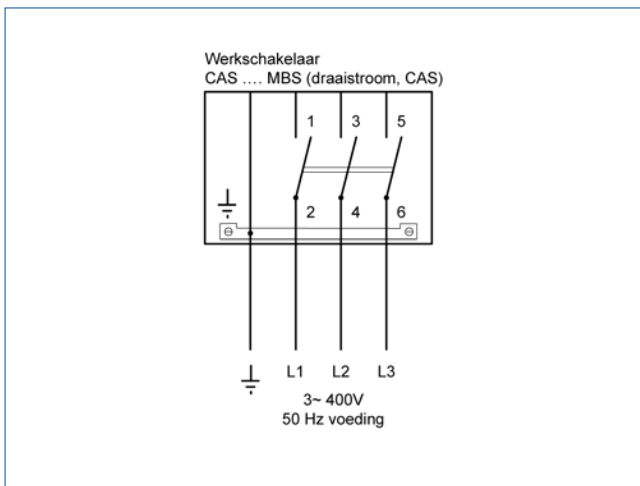 Werkschakelaar
CAS .... MBS (draaistroom, CAS)
1 3 5
2 4 6
L1 L2 L3
3~ 400V
50 Hz voeding